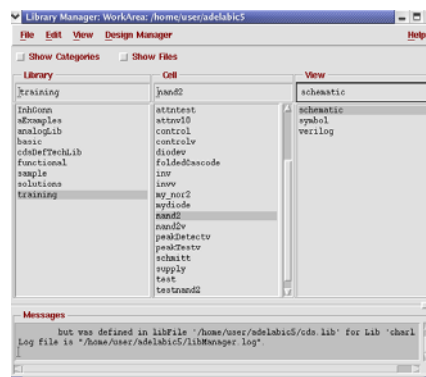 Library Manager: WorkArea: /home/user/adelabic5
File Edit View Design Manager Help
Show Categories Show Files
Library Cell View
training nand2 schematic
InhConn
aExamples
analogLib
basic
cdsDefTechLib
functional
sample
solutions
training
attntest
attnv10
control
controlv
diodev
foldedCascode
inv
invv
my_nor2
mydiode
nand2
nand2v
peakDetectv
peakTestv
schmitt
supply
test
testnand2
schematic
symbol
verilog
Messages
but was defined in libFile '/home/user/adelabic5/cds.lib' for Lib 'charl
Log file is "/home/user/adelabic5/libManager.log".